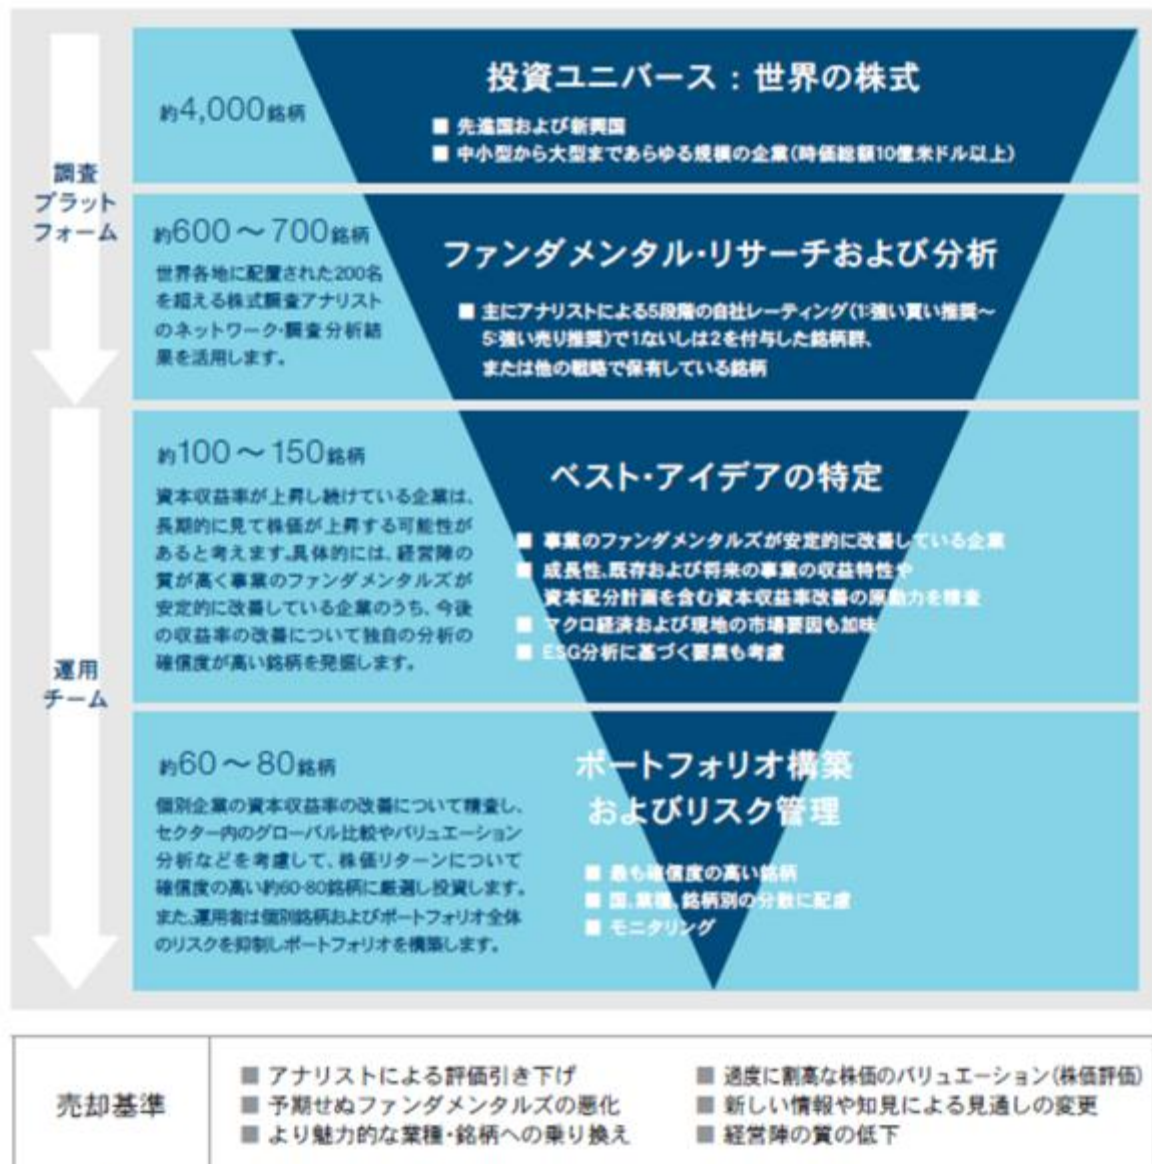 調査
プラット
フォーム
約4,000銘柄
投資ユニバース：世界の株式
■ 先進国および新興国
■ 中小型から大型まであらゆる規模の企業（時価総額10億米ドル以上）
約600～700銘柄
世界各地に配置された200名
を超える株式調査アナリスト
のネットワーク・調査分析結
果を活用します。
ファンダメンタル・リサーチおよび分析
■ 主にアナリストによる5段階の自社レーティング（1:強い買い推奨～
5:強い売り推奨）で1ないしは2を付与した銘柄群、
または他の戦略で保有している銘柄
運用
チーム
約100～150銘柄
資本収益率が上昇し続けている企業は、
長期的に見て株価が上昇する可能性が
あると考えます。具体的には、経営陣の
質が高く事業のファンダメンタルズが
安定的に改善している企業のうち、今後
の収益率の改善について独自の分析の
確信度が高い銘柄を発掘します。
ベスト・アイデアの特定
■ 事業のファンダメンタルズが安定的に改善している企業
■ 成長性、既存および将来の事業の収益特性や
資本配分計画を含む資本収益率改善の原動力を精査
■ マクロ経済および現地の市場要因も加味
■ ESG分析に基づく要素も考慮
約60～80銘柄
個別企業の資本収益率の改善について精査し、
セクター内のグローバル比較やバリュエーション
分析などを考慮して、株価リターンについて
確信度の高い約60-80銘柄に厳選し投資します。
また、運用者は個別銘柄およびポートフォリオ全体
のリスクを抑制しポートフォリオを構築します。
ポートフォリオ構築
およびリスク管理
■ 最も確信度の高い銘柄
■ 国、業種、銘柄別の分散に配慮
■ モニタリング
売却基準
■ アナリストによる評価引き下げ
■ 予期せぬファンダメンタルズの悪化
■ より魅力的な業種・銘柄への乗り換え
■ 過度に割高な株価のバリュエーション（株価評価）
■ 新しい情報や知見による見通しの変更
■ 経営陣の質の低下